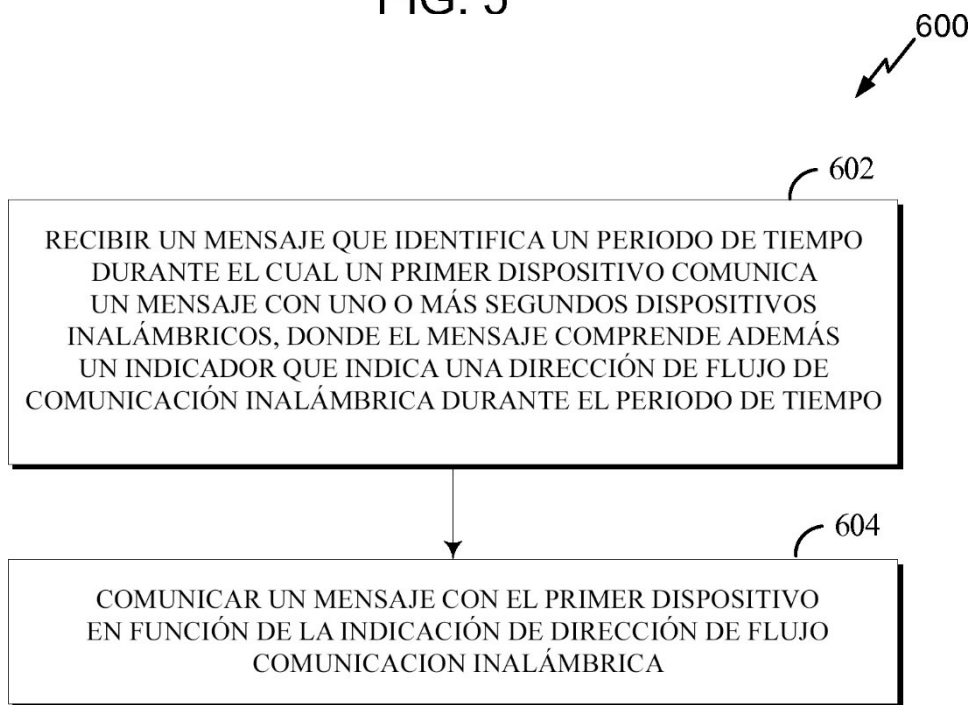 FIG. 5
600
602
RECIBIR UN MENSAJE QUE IDENTIFICA UN PERIODO DE TIEMPO
DURANTE EL CUAL UN PRIMER DISPOSITIVO COMUNICA
UN MENSAJE CON UNO O MÁS SEGUNDOS DISPOSITIVOS
INALÁMBRICOS, DONDE EL MENSAJE COMPRENDE ADEMÁS
UN INDICADOR QUE INDICA UNA DIRECCIÓN DE FLUJO DE
COMUNICACIÓN INALÁMBRICA DURANTE EL PERIODO DE TIEMPO
604
COMUNICAR UN MENSAJE CON EL PRIMER DISPOSITIVO
EN FUNCIÓN DE LA INDICACIÓN DE DIRECCIÓN DE FLUJO
COMUNICACION INALÁMBRICA